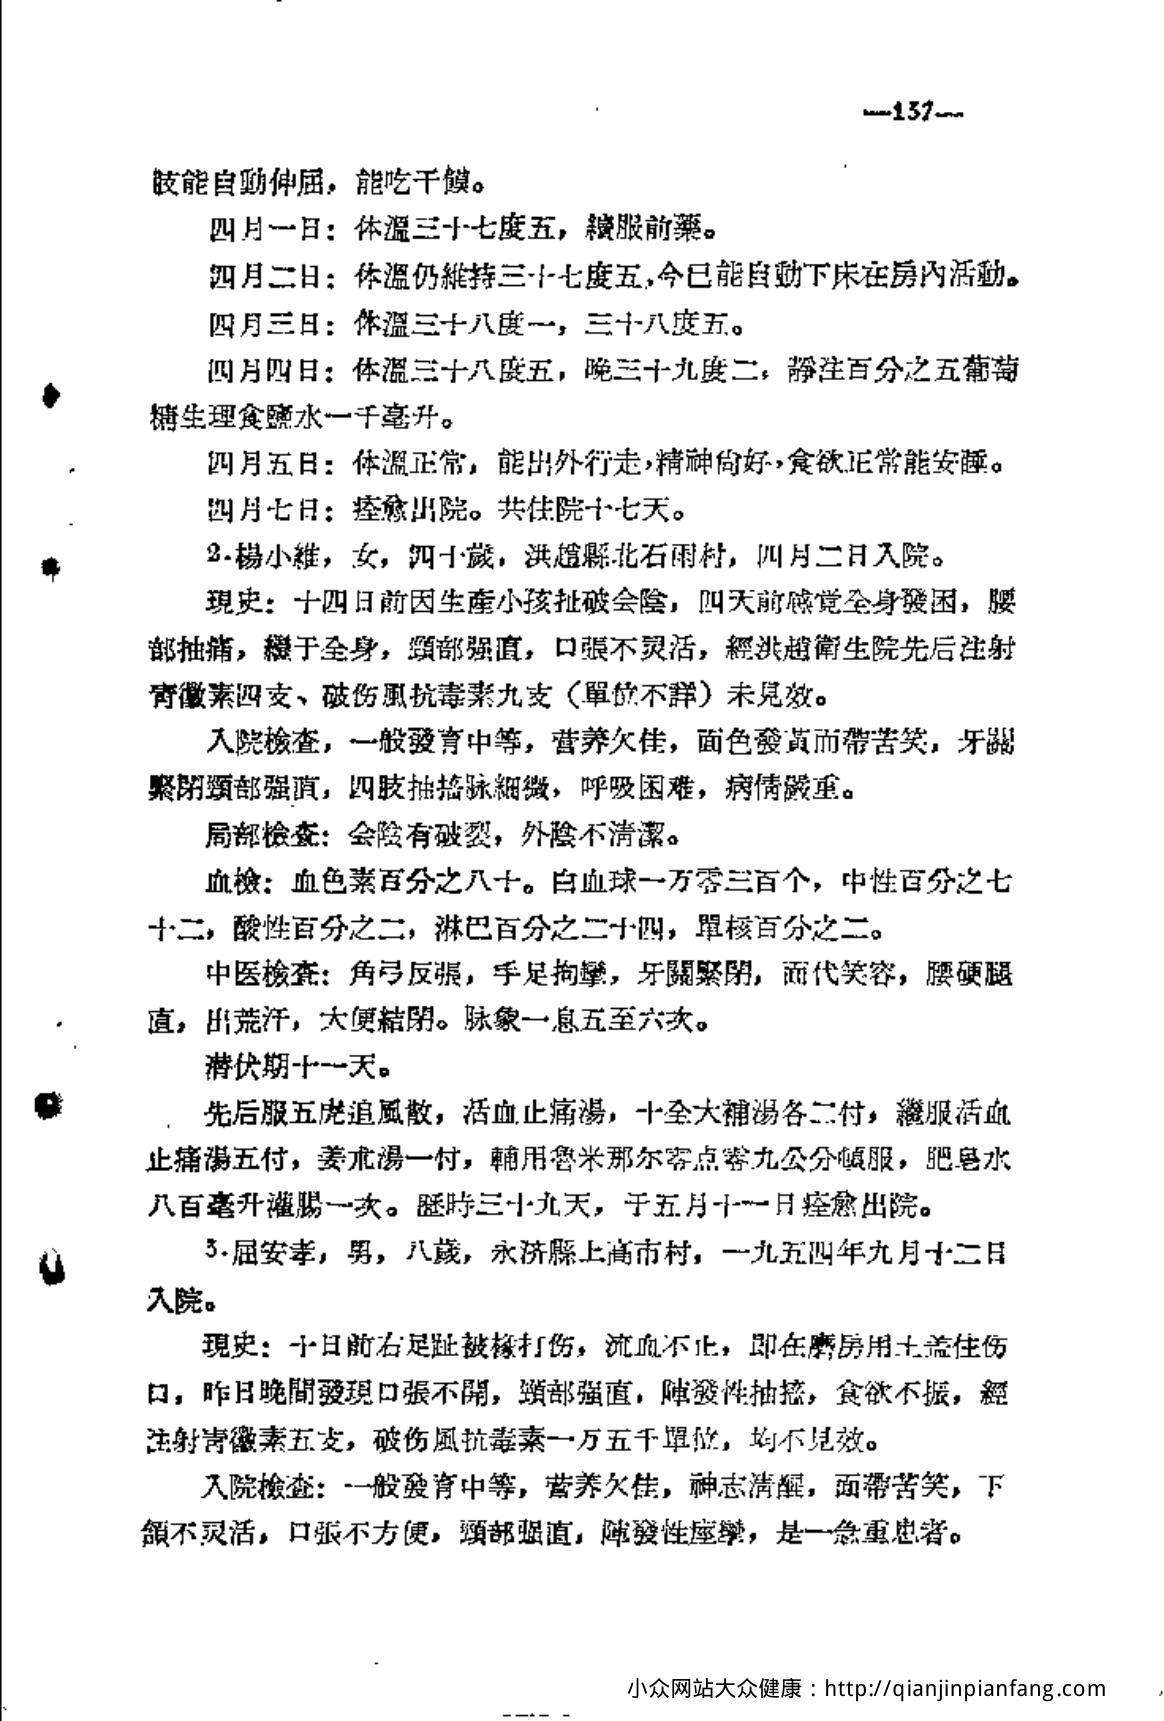 —137—
肢能自動伸屈，能吃干饃。
四月一日：体溫三十七度五，續服前藥。
四月二日：体溫仍維持三十七度五，今已能自動下床在房內活動。
四月三日：体溫三十八度一，三十八度五。
四月四日：体溫三十八度五，晚三十九度二，靜注百分之五葡萄
糖生理食鹽水一千毫升。
四月五日：体溫正常，能出外行走，精神尙好，食欲正常能安睡。
四月七日：痊愈出院。共住院十七天。
2.楊小維，女，四十歲，洪趙縣北石雨村，四月二日入院。
現史：十四日前因生產小孩扯破会陰，四天前感觉全身發困，腰
部抽痛，繼于全身，頸部强直，口張不灵活，經洪趙衛生院先后注射
青黴素四支、破伤風抗毒素九支（單位不詳）未見效。
入院檢查，一般發育中等，营养欠佳，面色發黃而帶苦笑，牙關
緊閉頸部强直，四肢抽搐脉細微，呼吸困难，病情嚴重。
局部檢查：会陰有破裂，外陰不清潔。
血檢：血色素百分之八十。白血球一万零三百个，中性百分之七
十二，酸性百分之二，淋巴百分之二十四，單核百分之二。
中医檢查：角弓反張，手足拘攣，牙關緊閉，面代笑容，腰硬腿
直，出荒汗，大便結閉。脉象一息五至六次。
潛伏期十一天。
先后服五虎追風散，活血止痛湯，十全大補湯各二付，繼服活血
止痛湯五付，姜朮湯一付，輔用魯米那尔零点零九公分頓服，肥皂水
八百毫升灌腸一次。歷時三十九天，于五月十一日痊愈出院。
3.屈安孝，男，八歲，永济縣上高市村，一九五四年九月十二日
入院。
現史：十日前右足趾被椽打伤，流血不止，即在磨房用土盖住伤
口，昨日晚間發現口張不開，頸部强直，陣發性抽搐，食欲不振，經
注射青黴素五支，破伤風抗毒素一万五千單位，均不見效。
入院檢查：一般發育中等，营养欠佳，神志淸醒，面帶苦笑，下
頷不灵活，口張不方便，頸部强直，陣發性痙攣，是一急重患者。
小众网站大众健康：http://qianjinpianfang.com